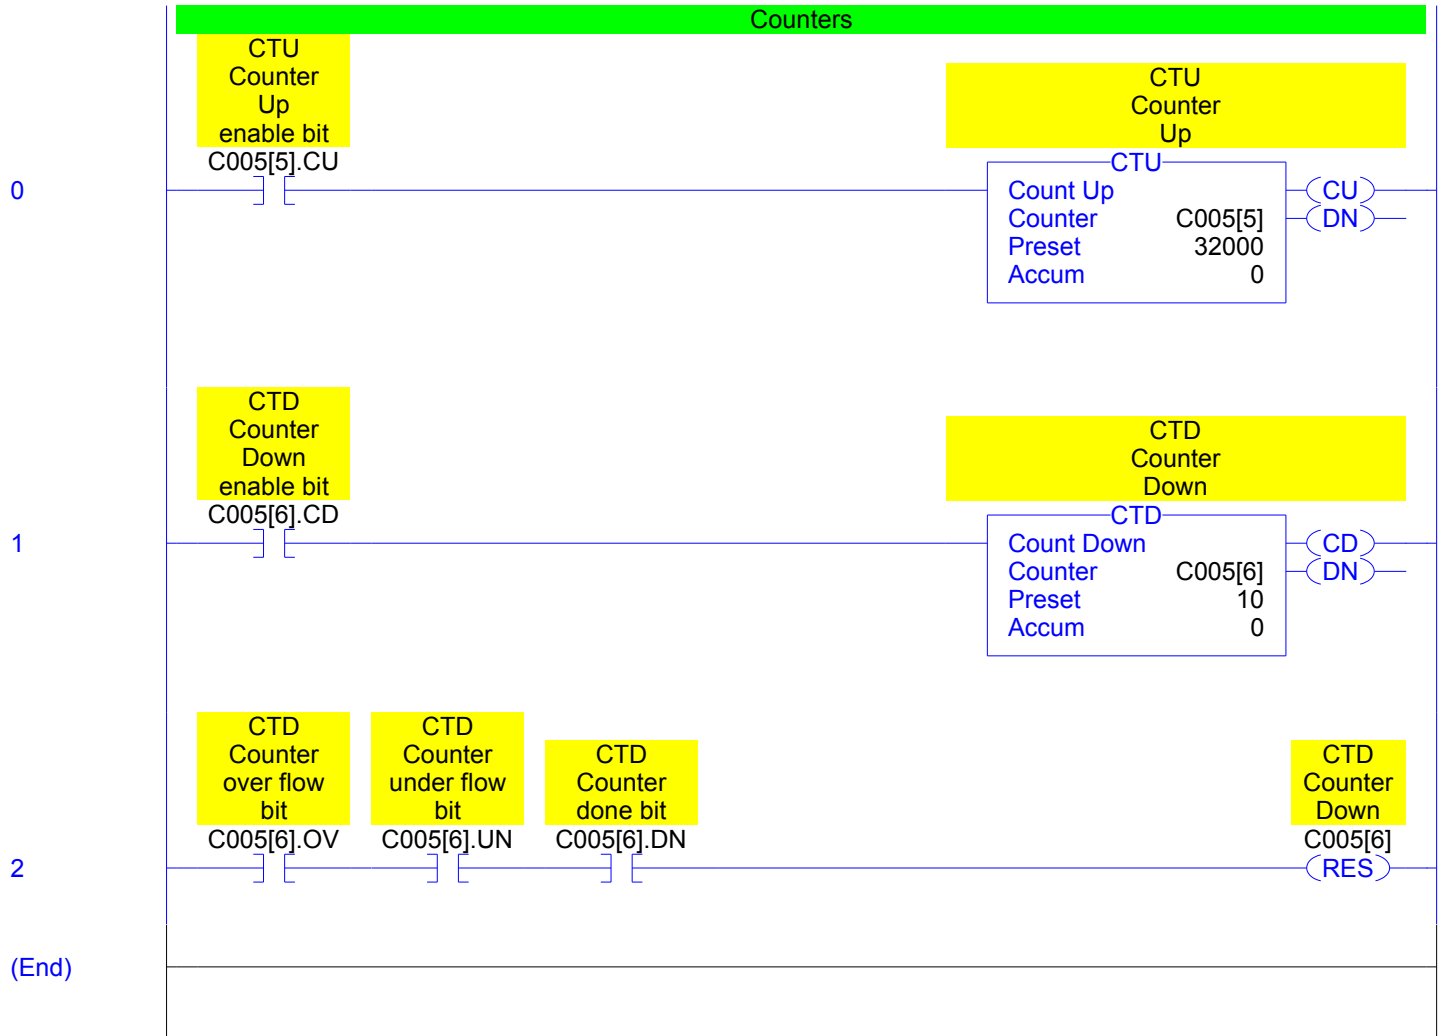 Counters
CTU
Counter
Up
enable bit
C005[5].CU
CTU
Counter
Up
0
CTU
Count Up
Counter C005[5]
Preset 32000
Accum 0
CU
DN
CTD
Counter
Down
enable bit
C005[6].CD
CTD
Counter
Down
1
CTD
Count Down
Counter C005[6]
Preset 10
Accum 0
CD
DN
CTD
Counter
over flow
bit
C005[6].OV
CTD
Counter
under flow
bit
C005[6].UN
CTD
Counter
done bit
C005[6].DN
CTD
Counter
Down
C005[6]
2
RES
(End)